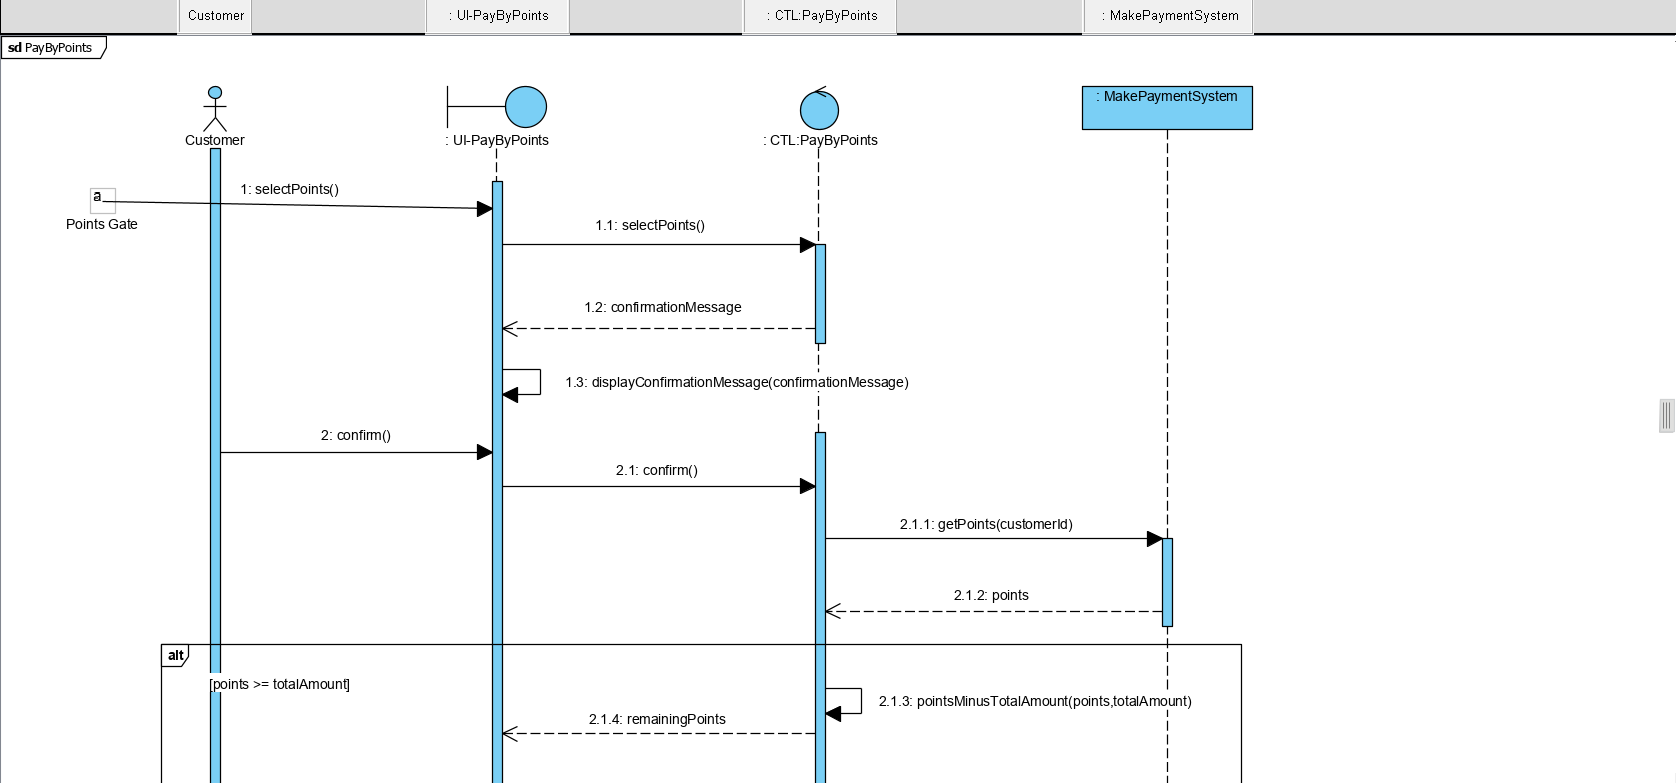 Customer
: UI-PayByPoints
: CTL:PayByPoints
: MakePaymentSystem
sd PayByPoints
: MakePaymentSystem
Customer
: UI-PayByPoints
: CTL:PayByPoints
1: selectPoints()
a
Points Gate
1.1: selectPoints()
1.2: confirmationMessage
1.3: displayConfirmationMessage(confirmationMessage)
2: confirm()
2.1: confirm()
2.1.1: getPoints(customerId)
2.1.2: points
alt
[points >= totalAmount]
2.1.3: pointsMinusTotalAmount(points,totalAmount)
2.1.4: remainingPoints